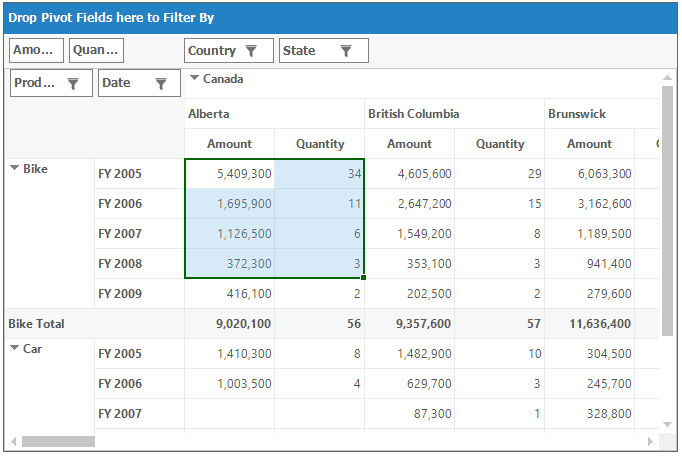 Drop Pivot Fields here to Filter By
Amo... Quan... Country State
Prod... Date Canada
Alberta British Columbia Brunswick
Amount Quantity Amount Quantity Amount
Bike FY 2005 5,409,300 34 4,605,600 29 6,063,300
FY 2006 1,695,900 11 2,647,200 15 3,162,600
FY 2007 1,126,500 6 1,549,200 8 1,189,500
FY 2008 372,300 3 353,100 3 941,400
FY 2009 416,100 2 202,500 2 279,600
Bike Total 9,020,100 56 9,357,600 57 11,636,400
Car FY 2005 1,410,300 8 1,482,900 10 304,500
FY 2006 1,003,500 4 629,700 3 245,700
FY 2007 87,300 1 328,800